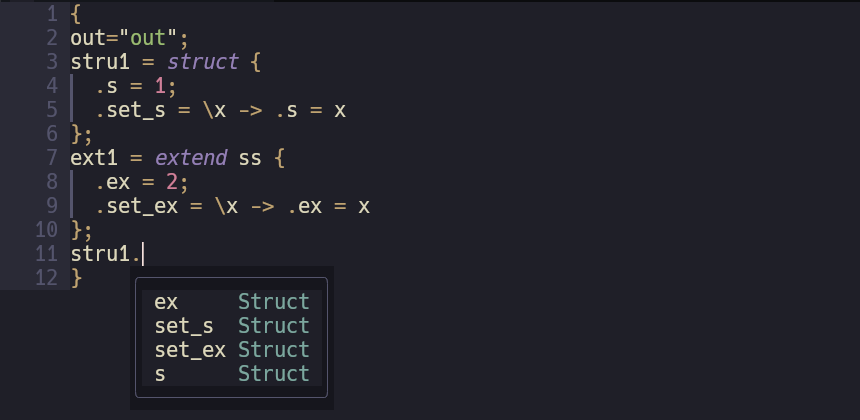 1 {
2 out="out";
3 stru1 = struct {
4 .s = 1;
5 .set_s = \x -> .s = x
6 };
7 ext1 = extend ss {
8 .ex = 2;
9 .set_ex = \x -> .ex = x
10 };
11 stru1.
12 }
ex Struct
set_s Struct
set_ex Struct
s Struct